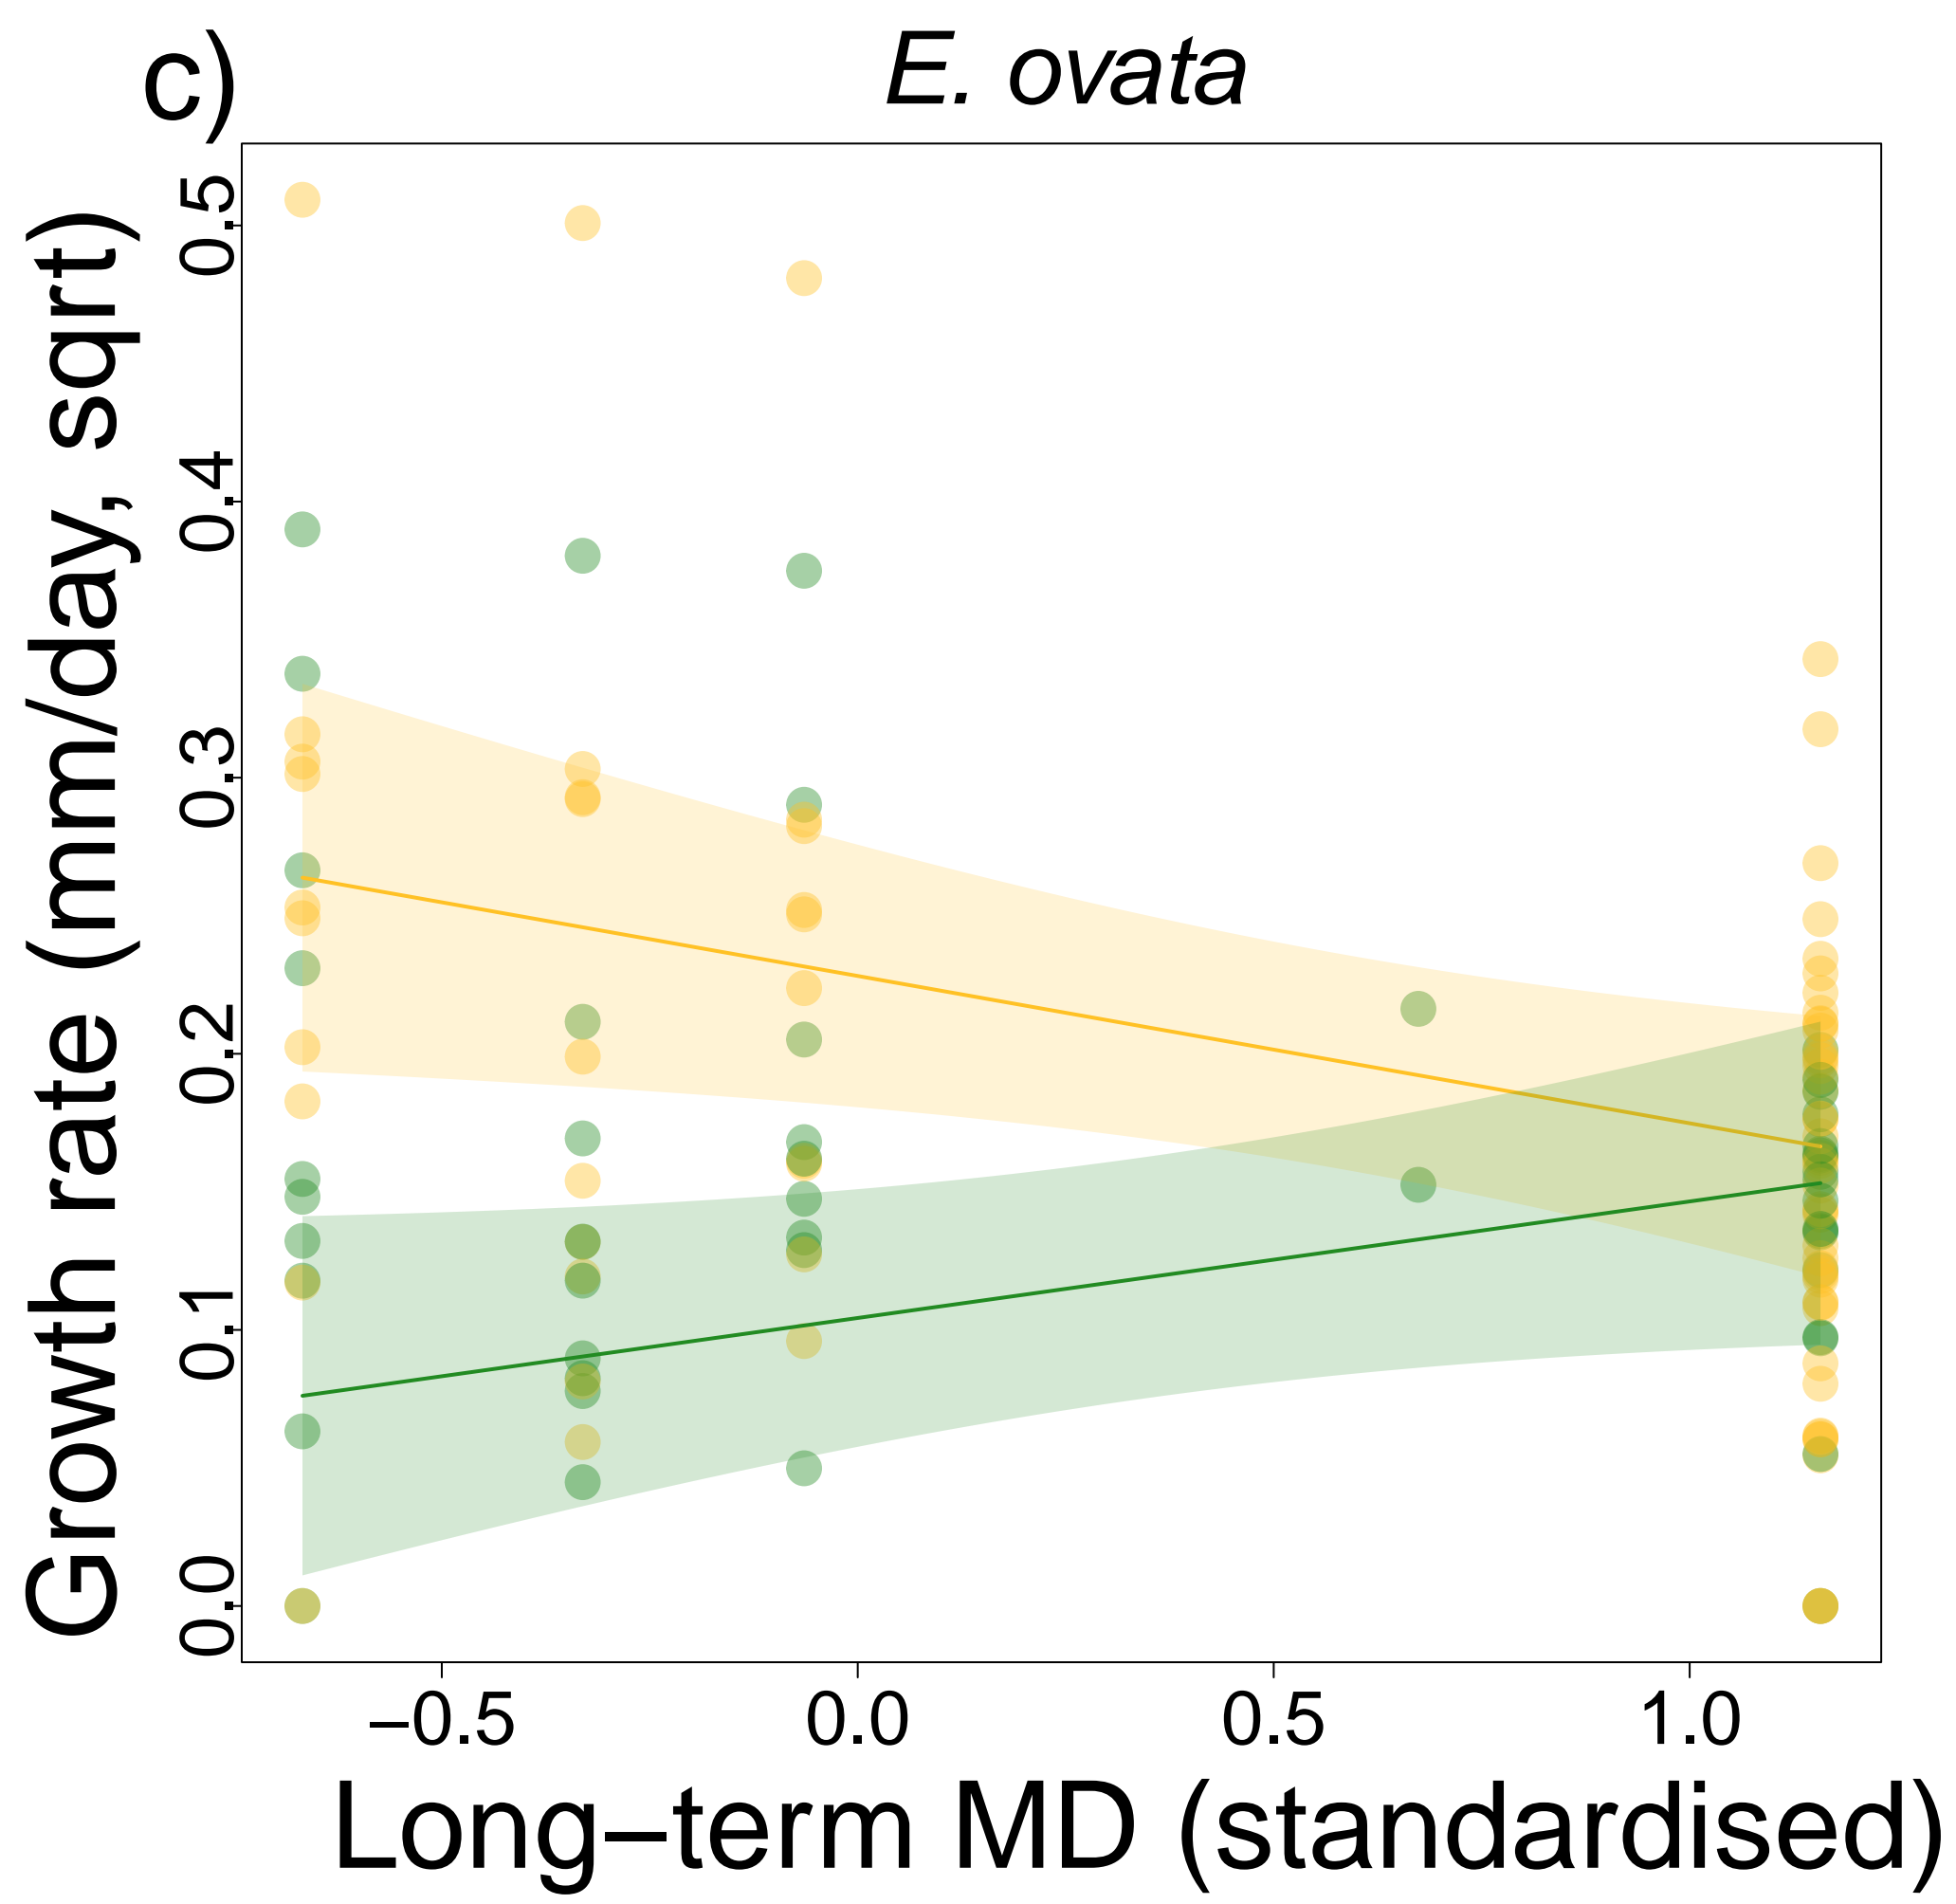 c)
E. ovata
Growth rate (mm/day, sqrt)
0.5
0.4
0.3
0.2
0.1
0.0
−0.5
0.0
0.5
1.0
Long−term MD (standardised)